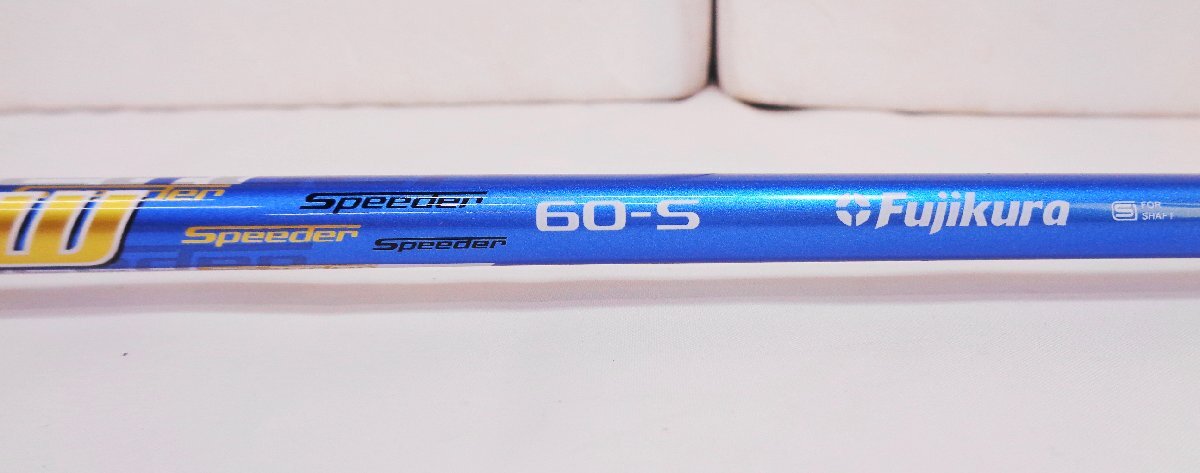 Speeder
Speeder
Speeder
60-S
Fujikura
S FOR
SHAFT